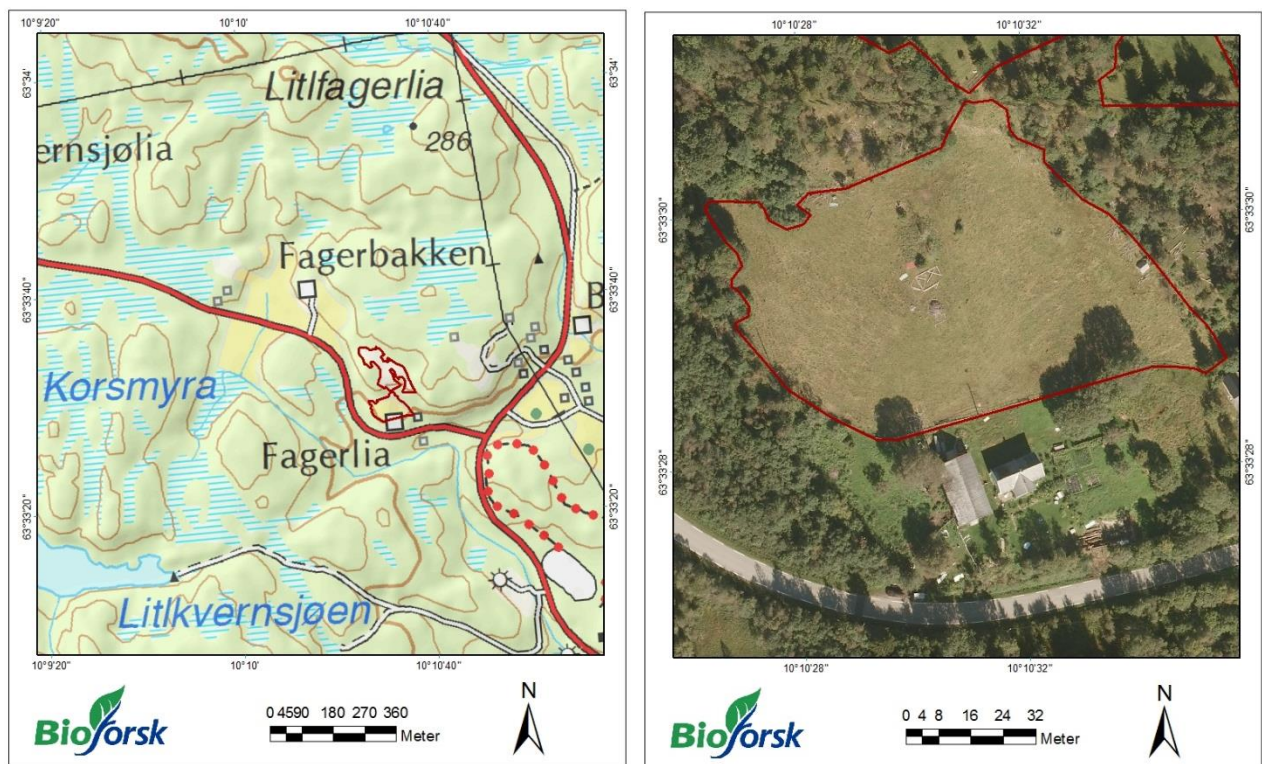 10°9'20" 10°10' 10°10'40"
63°34' 63°34'
Litlfagerlia
286
ernsjølia
Fagerbakken
63°33'40" 63°33'40"
B
Korsmyra
Fagerlia
63°33'20" 63°33'20"
Litlkvernsjøen
10°9'20" 10°10' 10°10'40"
Bioforsk
0 4590 180 270 360
Meter
N
10°10'28" 10°10'32"
63°33'30" 63°33'30"
63°33'28" 63°33'28"
10°10'28" 10°10'32"
Bioforsk
0 4 8 16 24 32
Meter
N